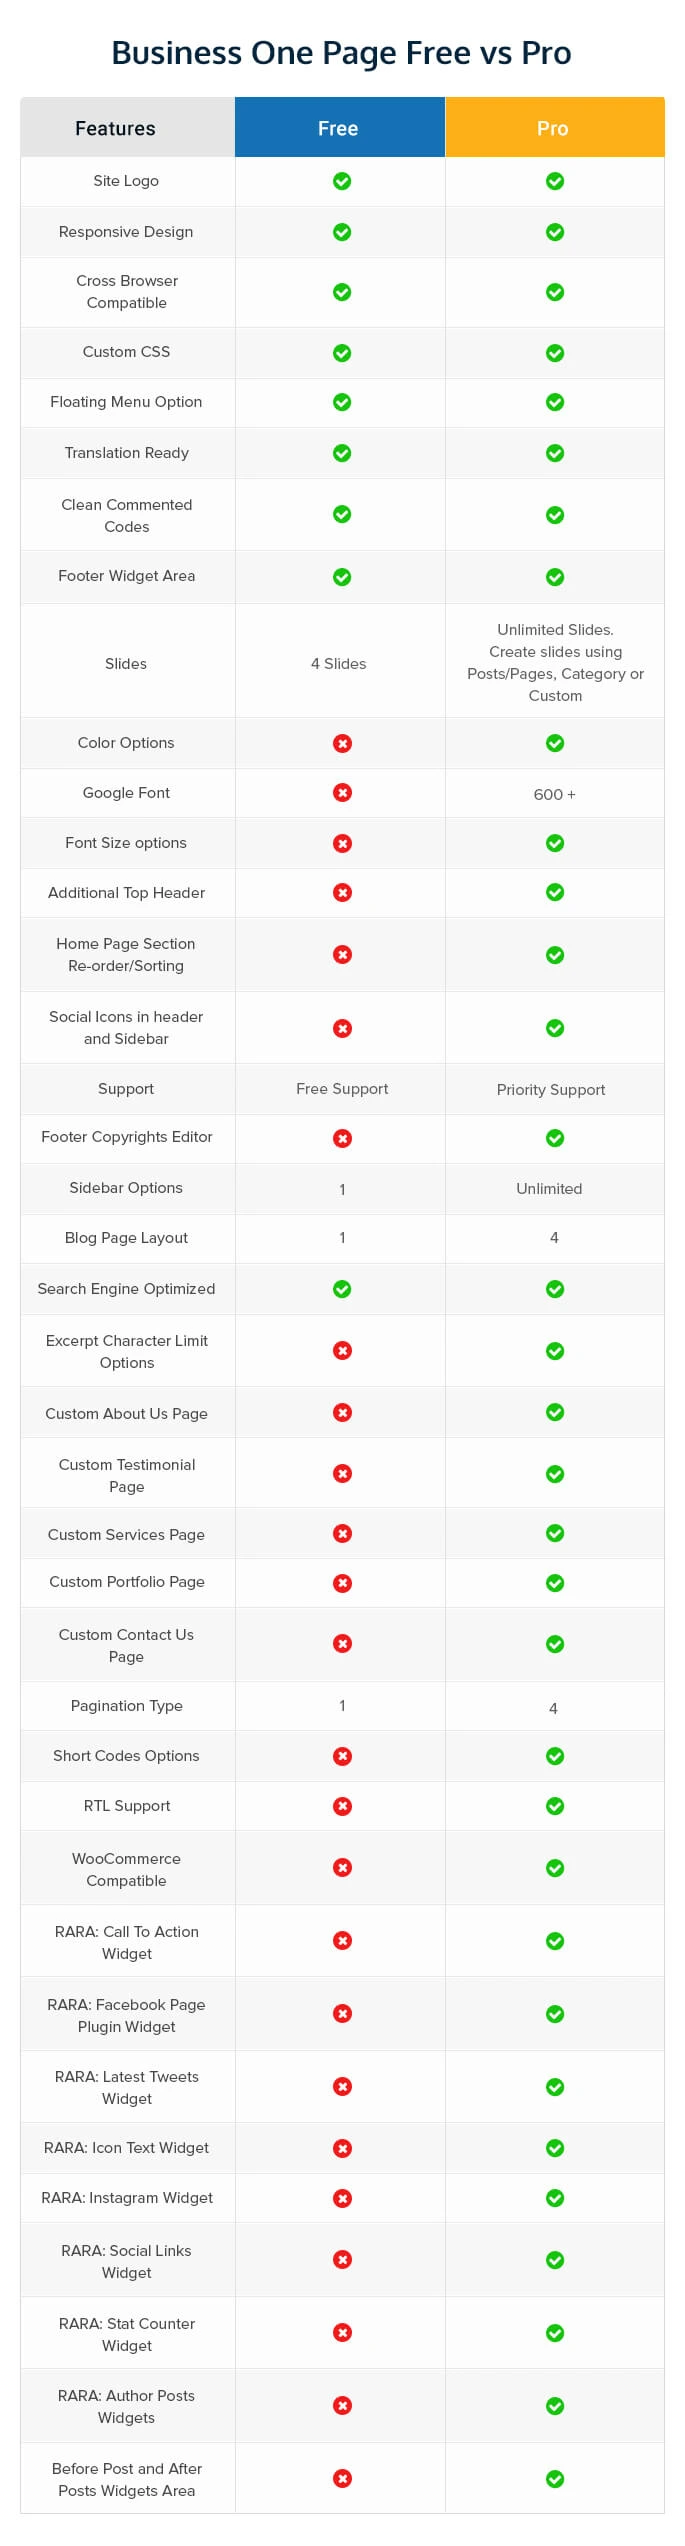 Business One Page Free vs Pro
Features Free Pro
Site Logo
Responsive Design
Cross Browser
Compatible
Custom CSS
Floating Menu Option
Translation Ready
Clean Commented
Codes
Footer Widget Area
Slides
4 Slides
Unlimited Slides.
Create slides using
Posts/Pages, Category or
Custom
Color Options
Google Font 600 +
Font Size options
Additional Top Header
Home Page Section
Re-order/Sorting
Social Icons in header
and Sidebar
Support Free Support Priority Support
Footer Copyrights Editor
Sidebar Options 1 Unlimited
Blog Page Layout 1 4
Search Engine Optimized
Excerpt Character Limit
Options
Custom About Us Page
Custom Testimonial
Page
Custom Services Page
Custom Portfolio Page
Custom Contact Us
Page
Pagination Type 1 4
Short Codes Options
RTL Support
WooCommerce
Compatible
RARA: Call To Action
Widget
RARA: Facebook Page
Plugin Widget
RARA: Latest Tweets
Widget
RARA: Icon Text Widget
RARA: Instagram Widget
RARA: Social Links
Widget
RARA: Stat Counter
Widget
RARA: Author Posts
Widgets
Before Post and After
Posts Widgets Area